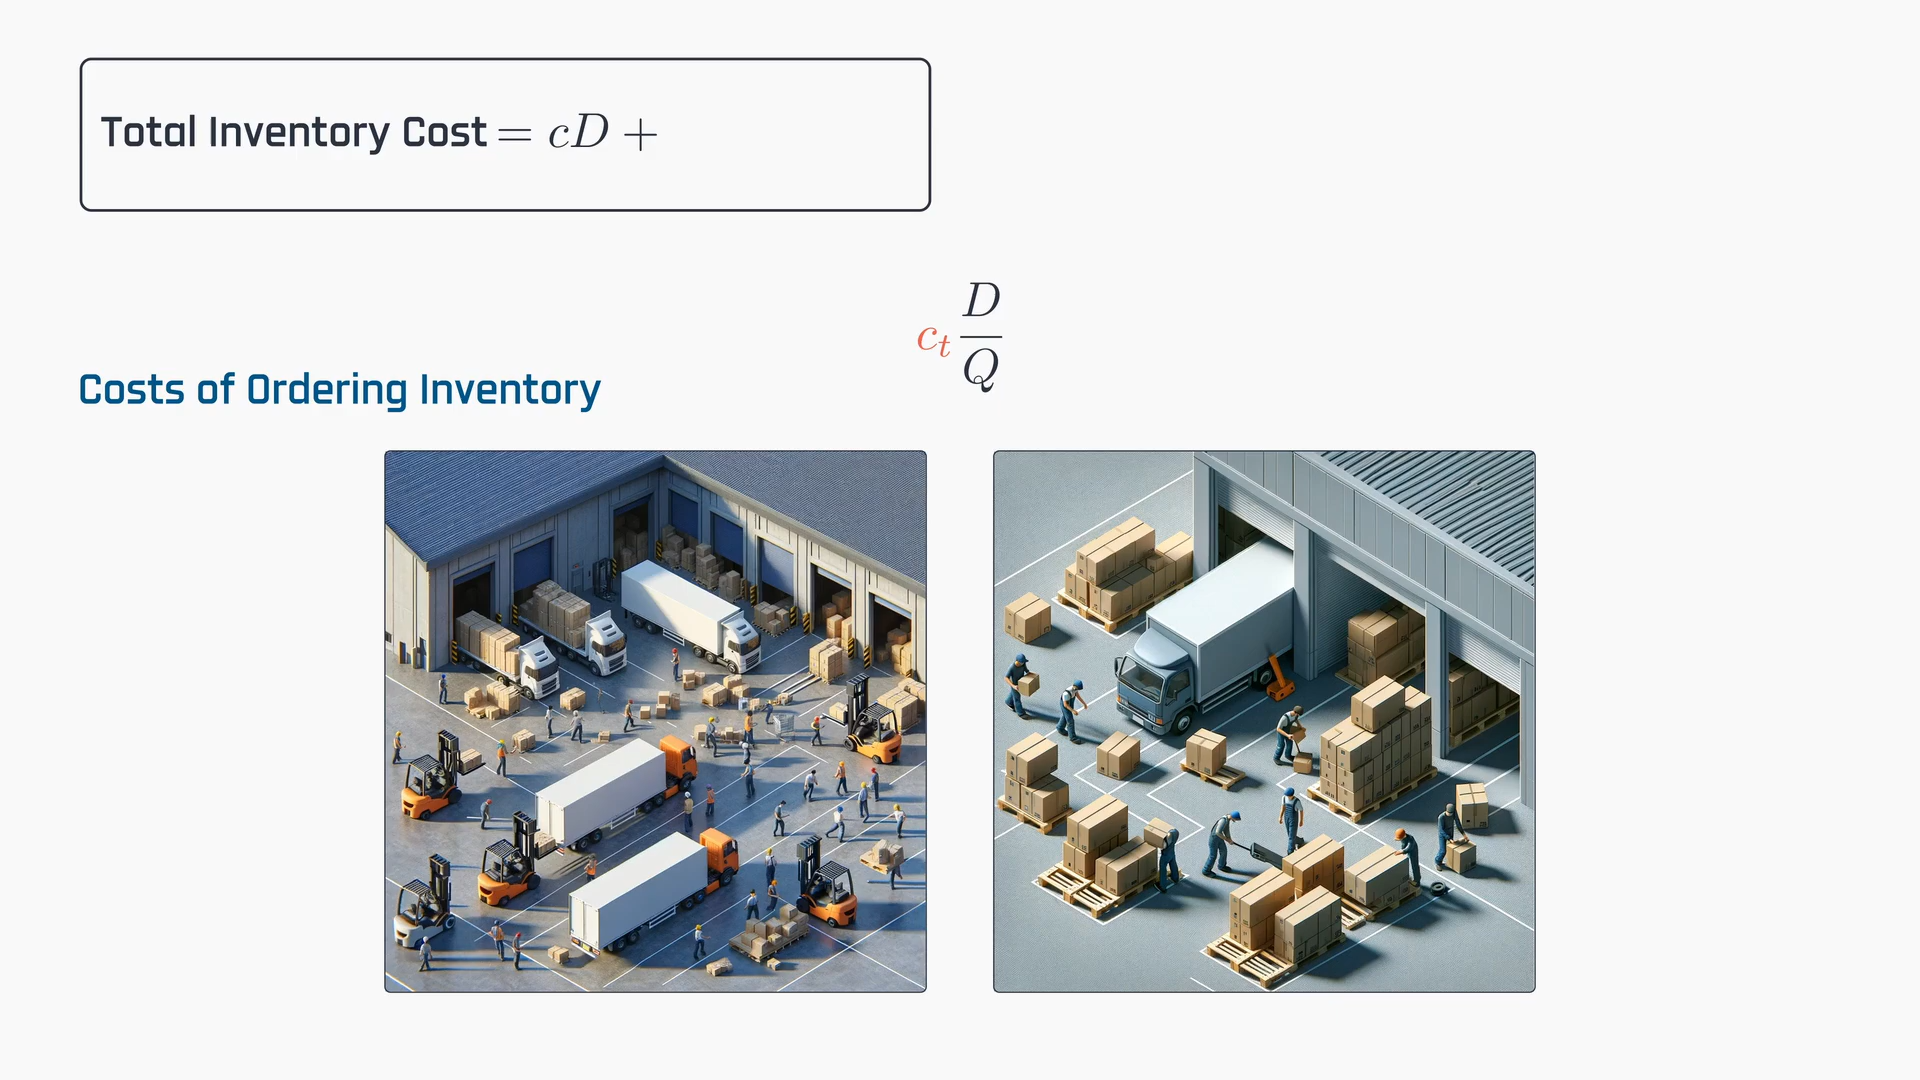 Total Inventory Cost = cD +
c_t D/Q
Costs of Ordering Inventory